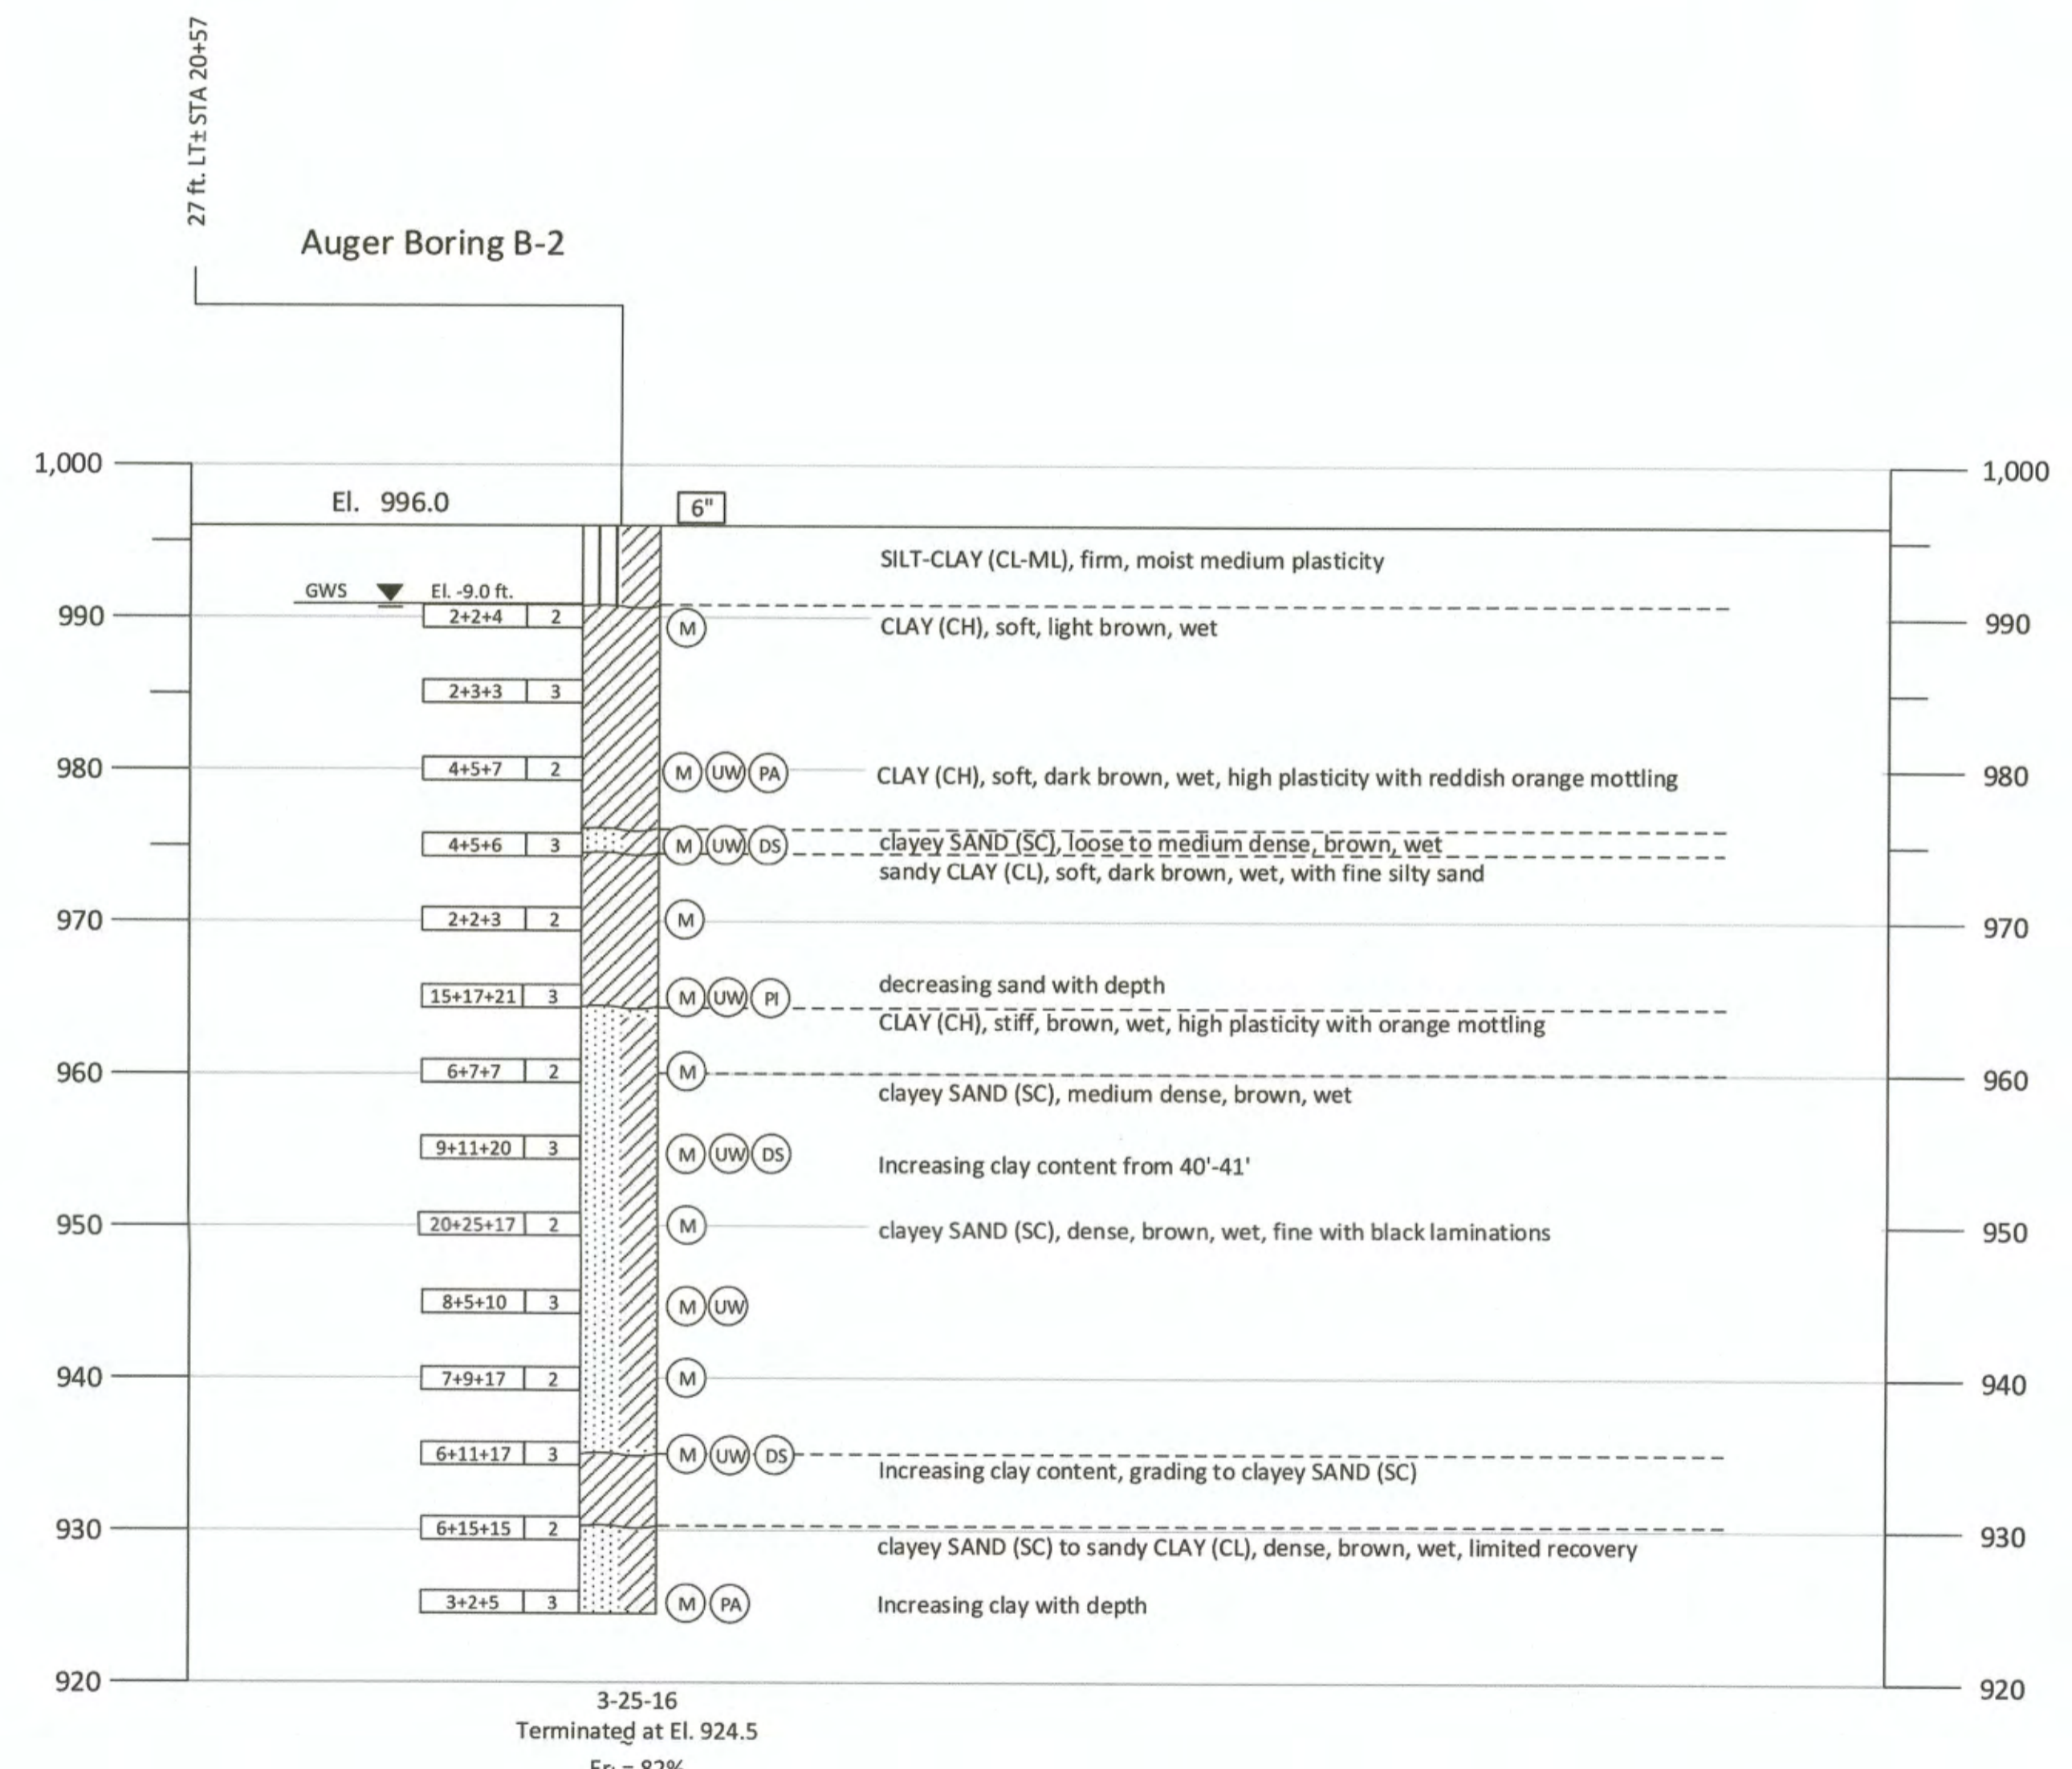 27 ft. LT± STA 20+57
Auger Boring B-2
1,000 1,000
El. 996.0 6"
SILT-CLAY (CL-ML), firm, moist medium plasticity
GWS El. -9.0 ft.
990 2+2+4 2 M CLAY (CH), soft, light brown, wet 990
2+3+3 3
980 4+5+7 2 M UW PA CLAY (CH), soft, dark brown, wet, high plasticity with reddish orange mottling 980
4+5+6 3 M UW DS clayey SAND (SC), loose to medium dense, brown, wet
sandy CLAY (CL), soft, dark brown, wet, with fine silty sand
970 2+2+3 2 M 970
decreasing sand with depth
15+17+21 3 M UW PI
CLAY (CH), stiff, brown, wet, high plasticity with orange mottling
960 6+7+7 2 M 960
clayey SAND (SC), medium dense, brown, wet
9+11+20 3 M UW DS
Increasing clay content from 40'-41'
950 20+25+17 2 M clayey SAND (SC), dense, brown, wet, fine with black laminations 950
8+5+10 3 M UW
940 7+9+17 2 M 940
6+11+17 3 M UW DS
Increasing clay content, grading to clayey SAND (SC)
930 6+15+15 2 930
clayey SAND (SC) to sandy CLAY (CL), dense, brown, wet, limited recovery
3+2+5 3 M PA Increasing clay with depth
920 920
3-25-16
Terminated at El. 924.5
= 82%